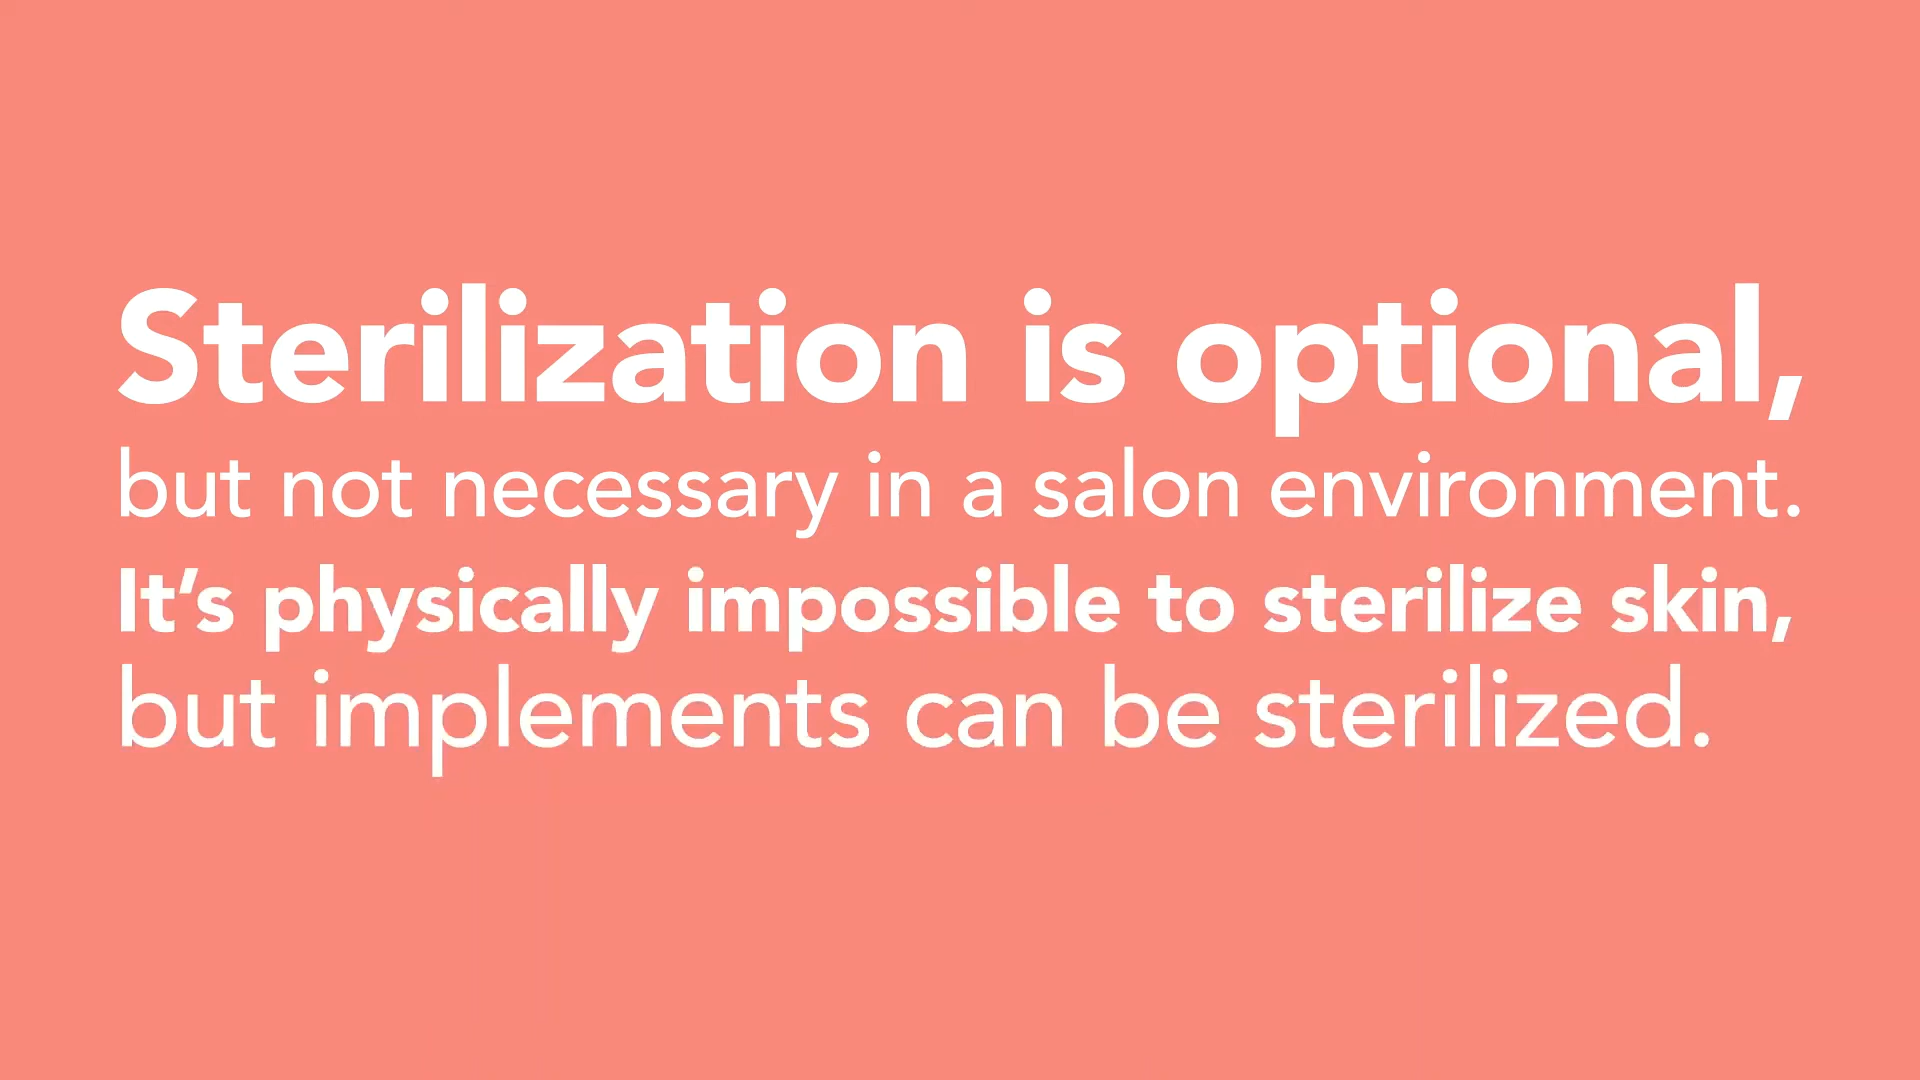 Sterilization is optional,
but not necessary in a salon environment.
It’s physically impossible to sterilize skin,
but implements can be sterilized.